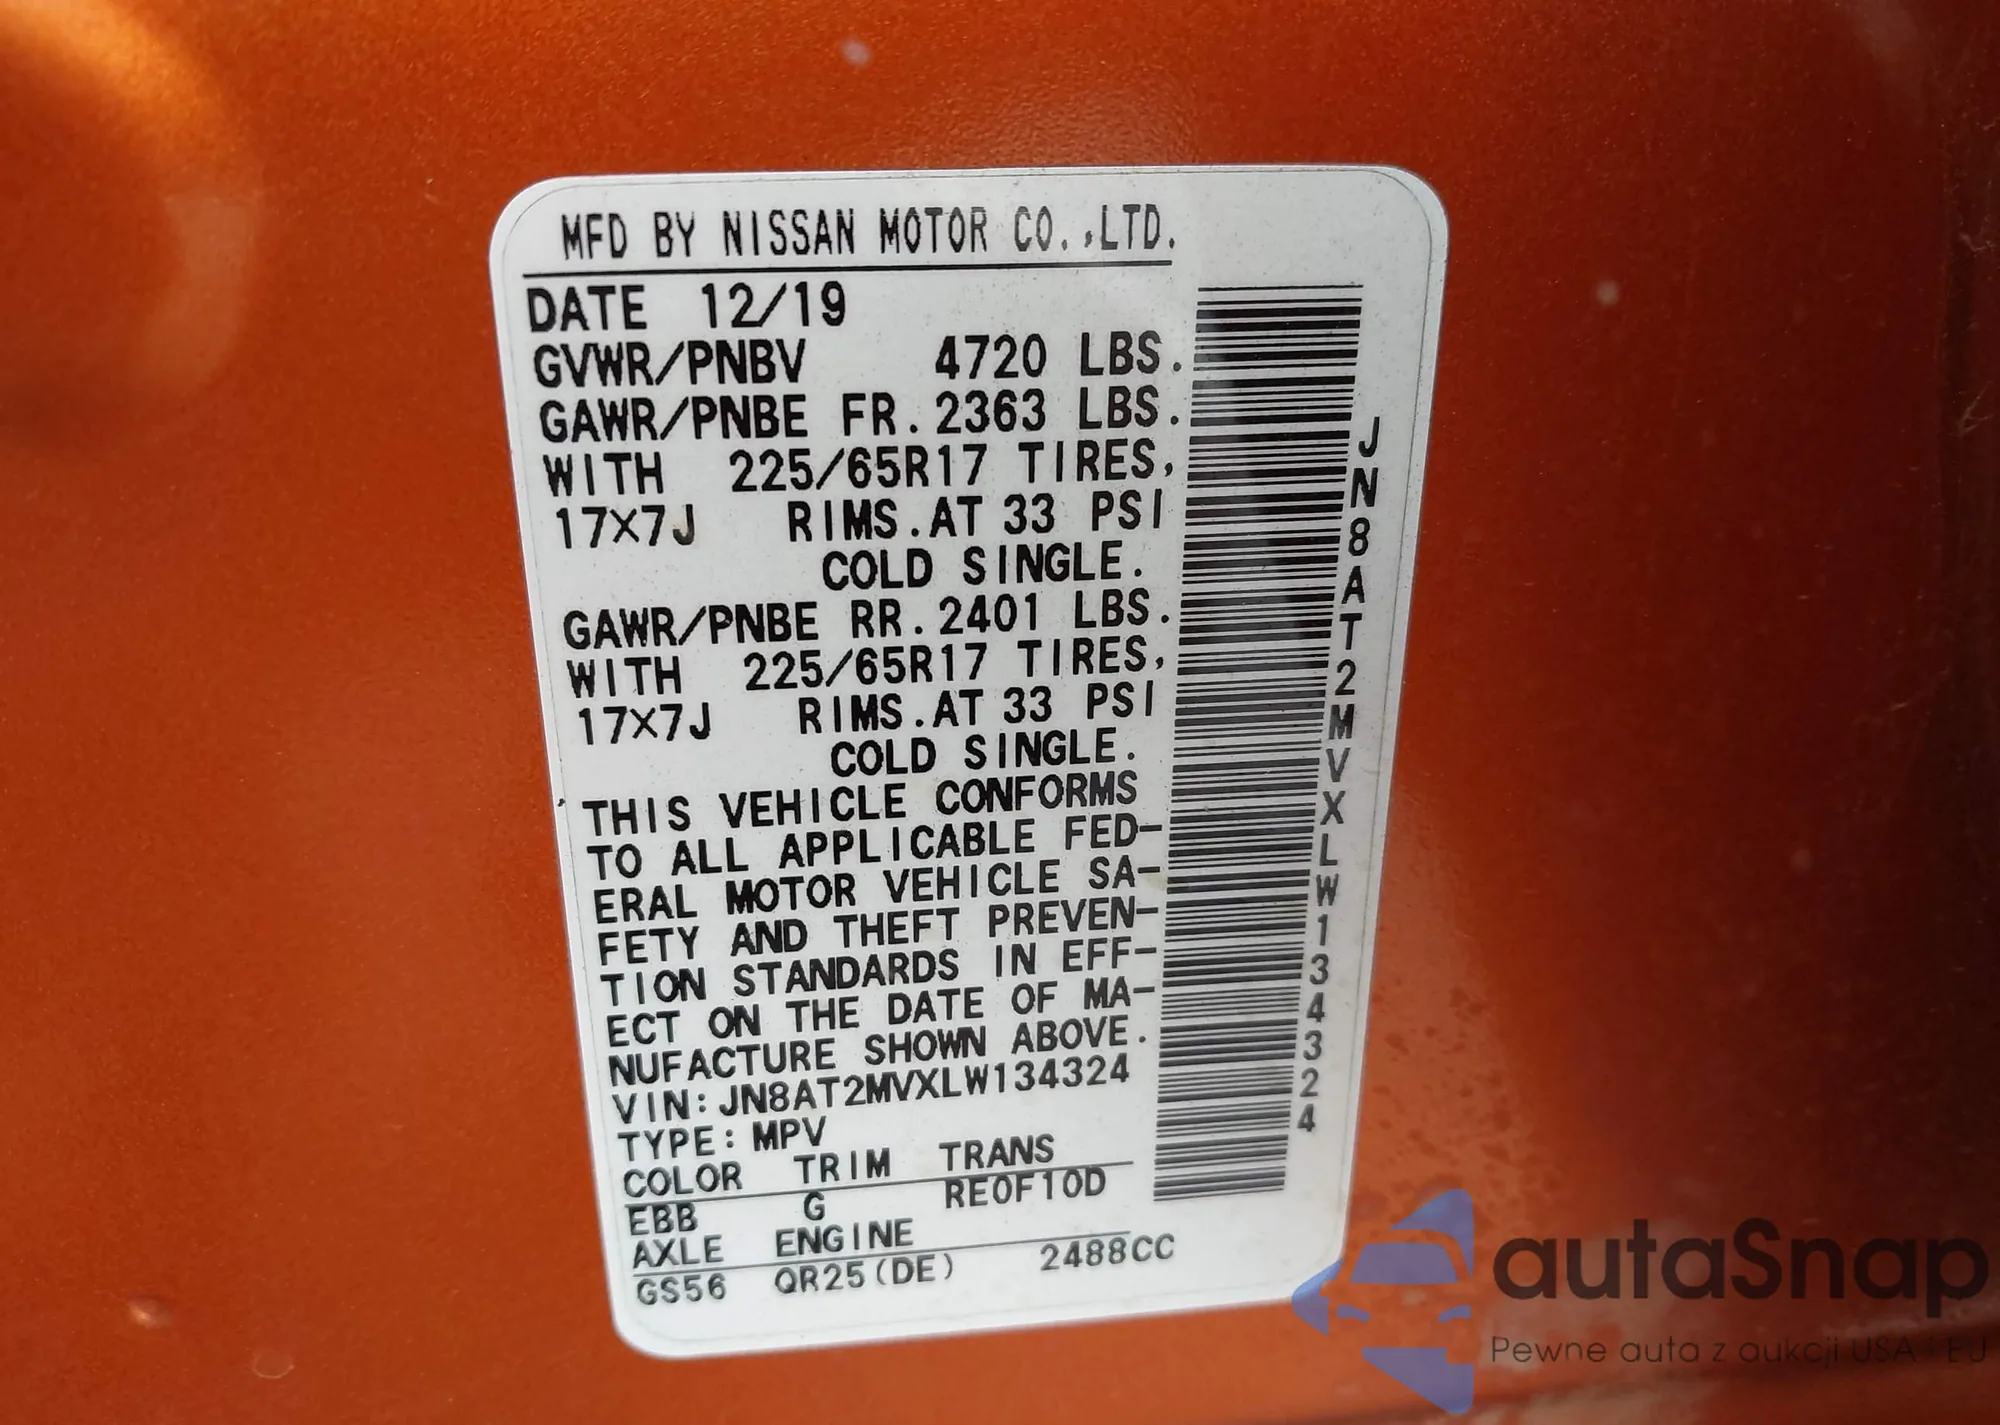 MFD BY NISSAN MOTOR CO.,LTD.
DATE 12/19
GVWR/PNBV 4720 LBS.
GAWR/PNBE FR.2363 LBS.
WITH 225/65R17 TIRES,
17X7J RIMS.AT 33 PSI
COLD SINGLE.
GAWR/PNBE RR.2401 LBS.
WITH 225/65R17 TIRES,
17X7J RIMS.AT 33 PSI
COLD SINGLE.
THIS VEHICLE CONFORMS
TO ALL APPLICABLE FED-
ERAL MOTOR VEHICLE SA-
FETY AND THEFT PREVEN-
TION STANDARDS IN EFF-
ECT ON THE DATE OF MA-
NUFACTURE SHOWN ABOVE.
VIN:JN8AT2MVXLW134324
TYPE:MPV
COLOR TRIM TRANS
EBB G RE0F10D
AXLE ENGINE
GS56 QR25(DE) 2488CC
JN8AT2MVXLW134324
autaSnap
Pewne auta z aukcji USA i EU